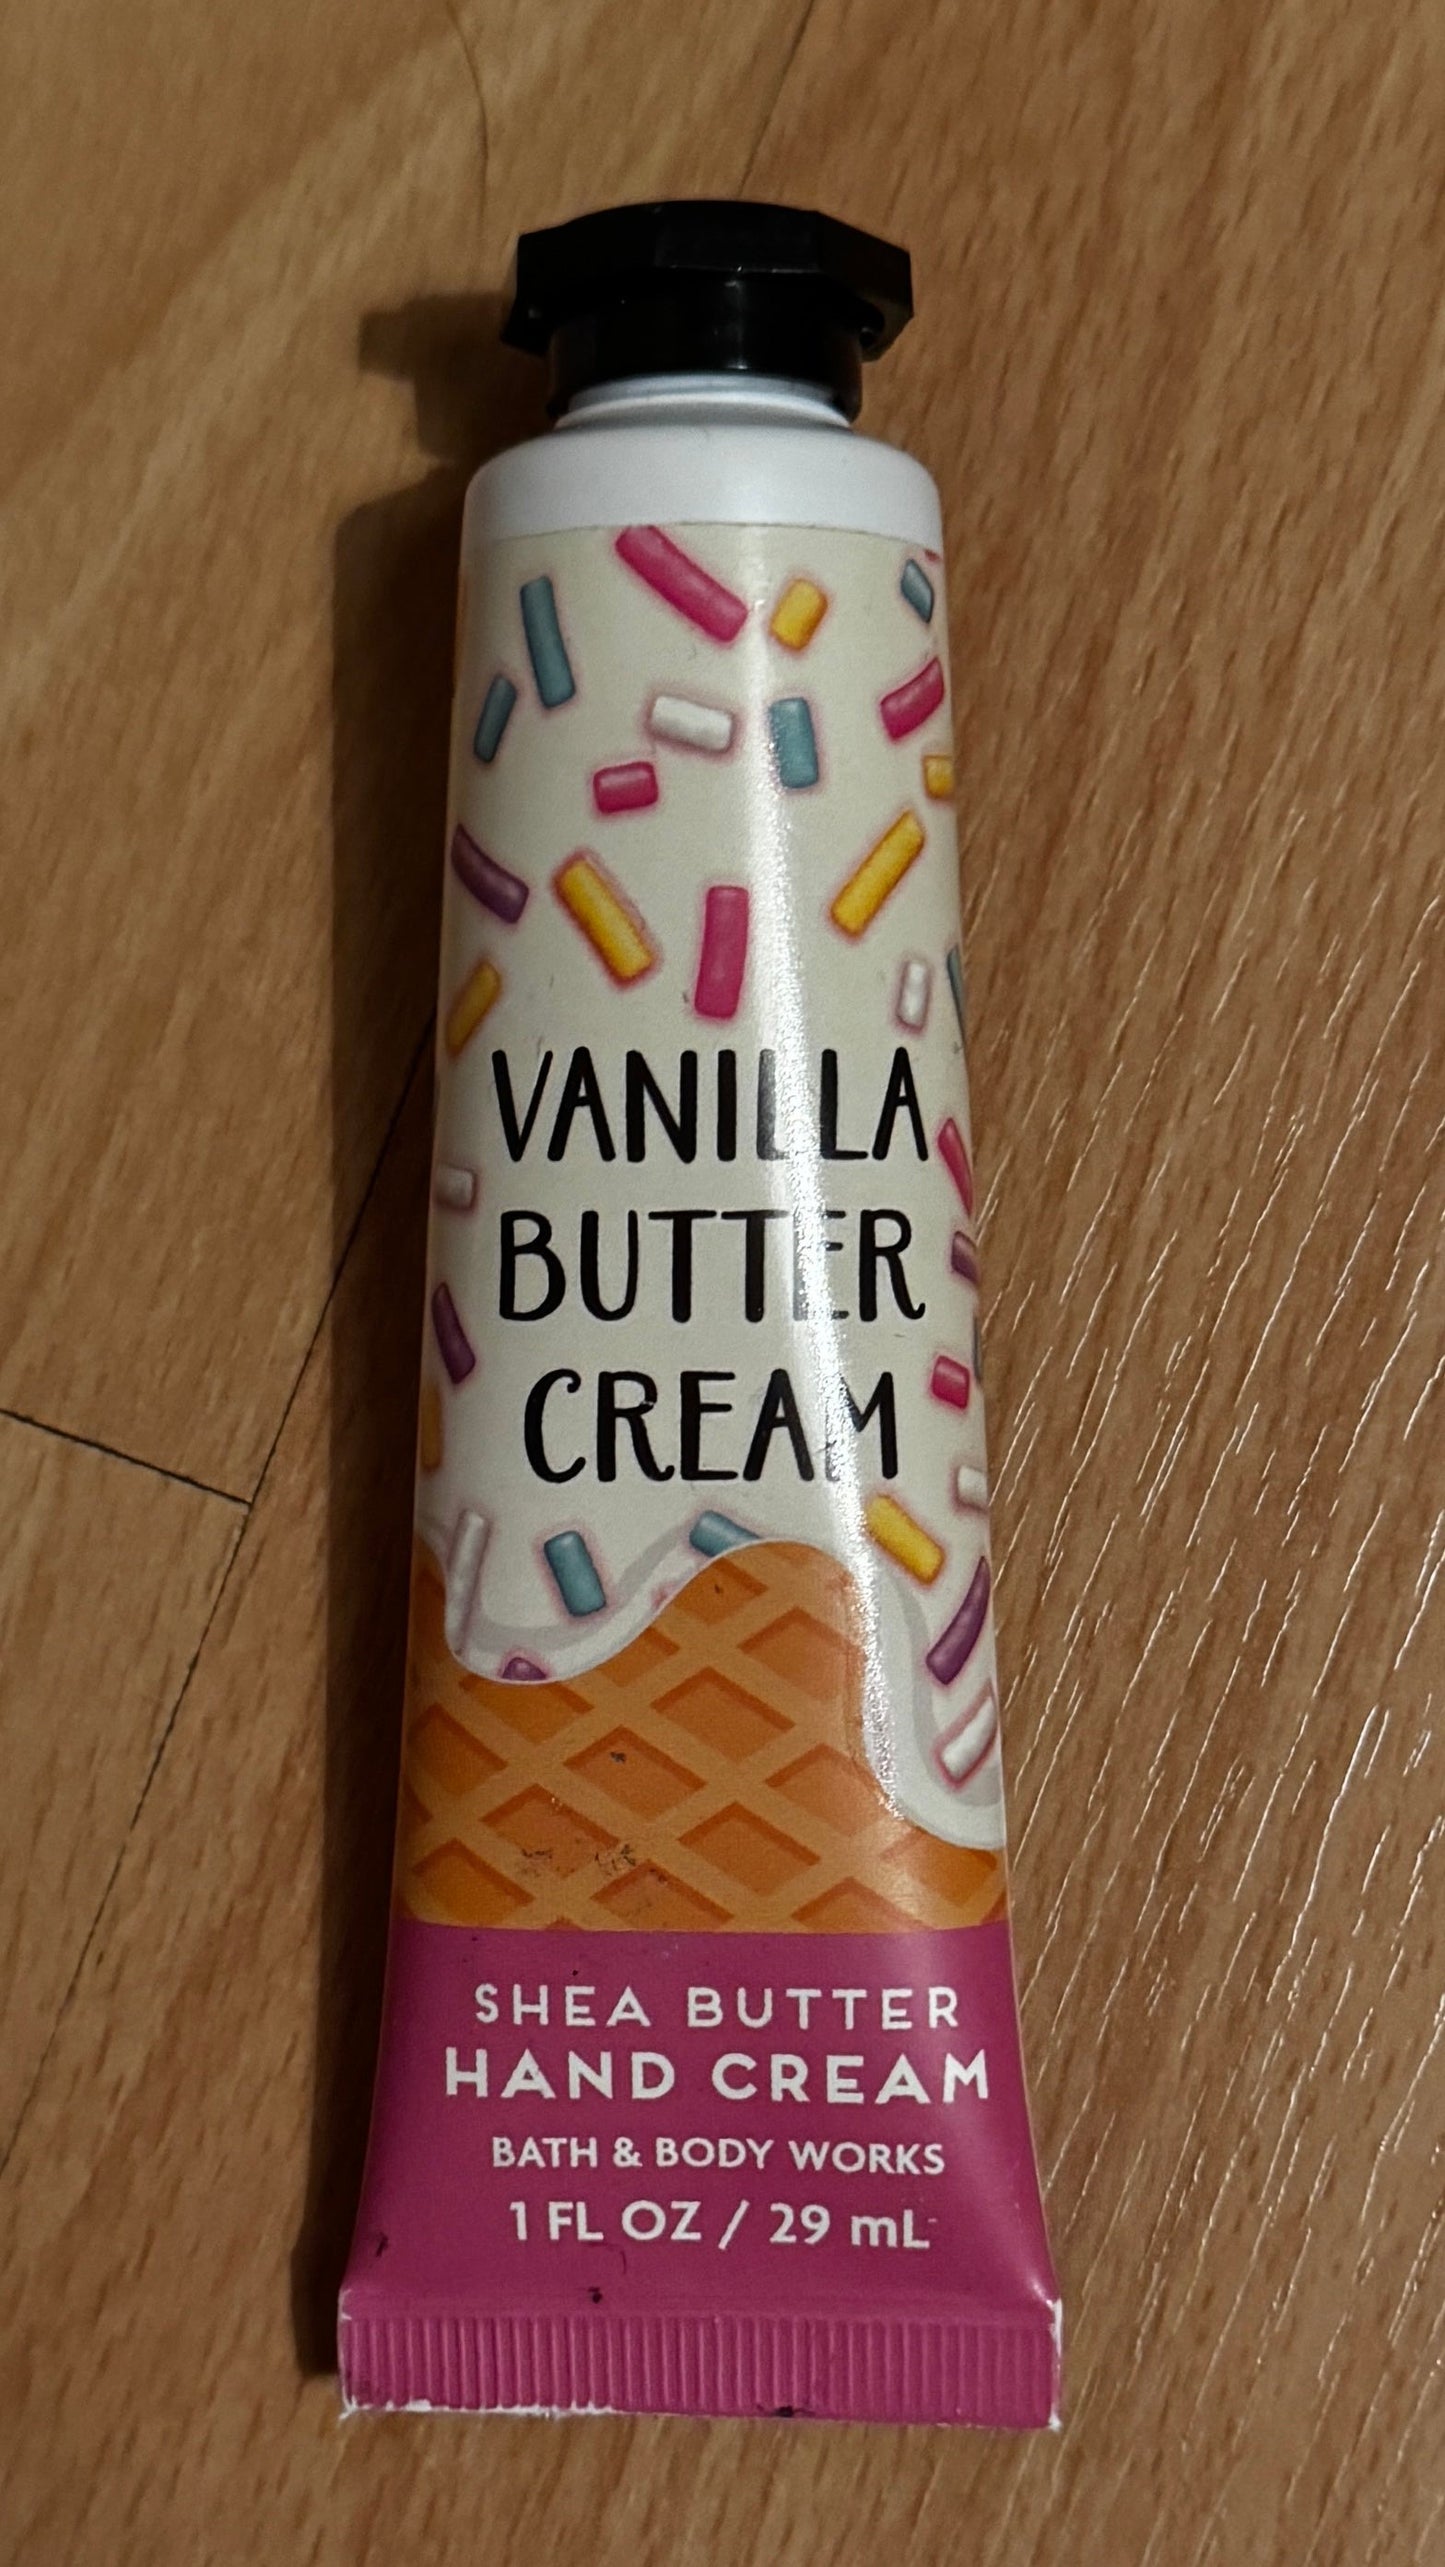 VANILLA
BUTTER
CREAM
SHEA BUTTER
HAND CREAM
BATH & BODY WORKS
1 FL OZ / 29 mL